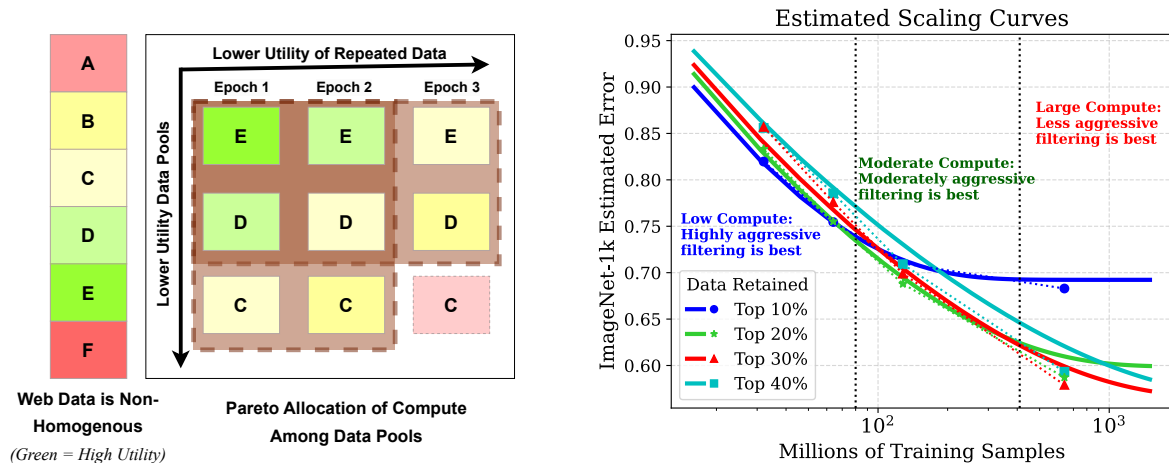 A
B
C
D
E
F
Web Data is Non-
Homogenous
(Green = High Utility)
Lower Utility of Repeated Data
Lower Utility Data Pools
Epoch 1
Epoch 2
Epoch 3
E
E
E
D
D
D
C
C
C
Pareto Allocation of Compute
Among Data Pools
Estimated Scaling Curves
ImageNet-1k Estimated Error
0.95
0.90
0.85
0.80
0.75
0.70
0.65
0.60
Large Compute:
Less aggressive
filtering is best
Moderate Compute:
Moderately aggressive
filtering is best
Low Compute:
Highly aggressive
filtering is best
Data Retained
Top 10%
Top 20%
Top 30%
Top 40%
10²
10³
Millions of Training Samples